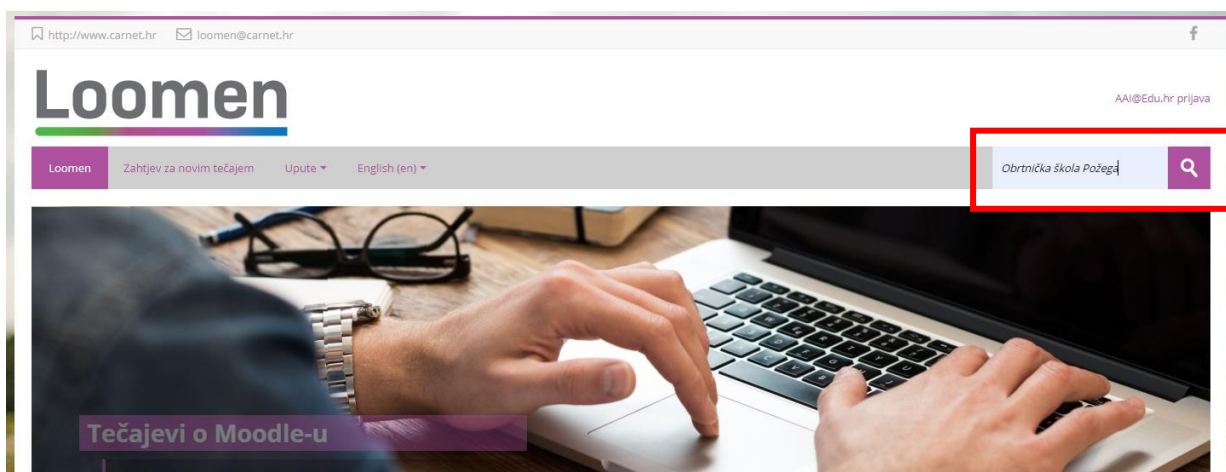 http://www.carnet.hr loomen@carnet.hr
Loomen
AAI@Edu.hr prijava
Loomen Zahtjev za novim tečajem Upute English (en) Obrtnička škola Požega
Tečajevi o Moodle-u